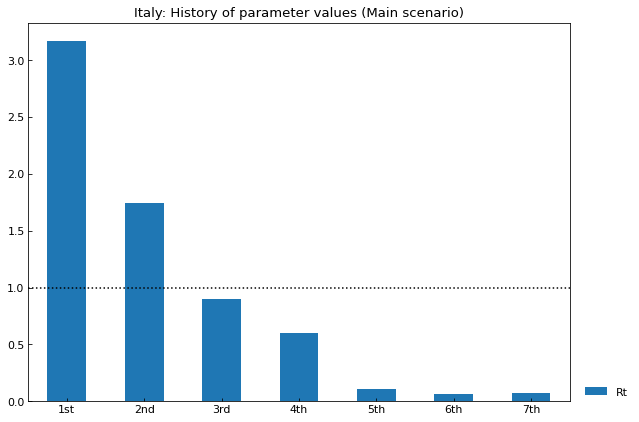 Italy: History of parameter values (Main scenario)
3.0
2.5
2.0
1.5
1.0
0.5
0.0
1st 2nd 3rd 4th 5th 6th 7th
Rt